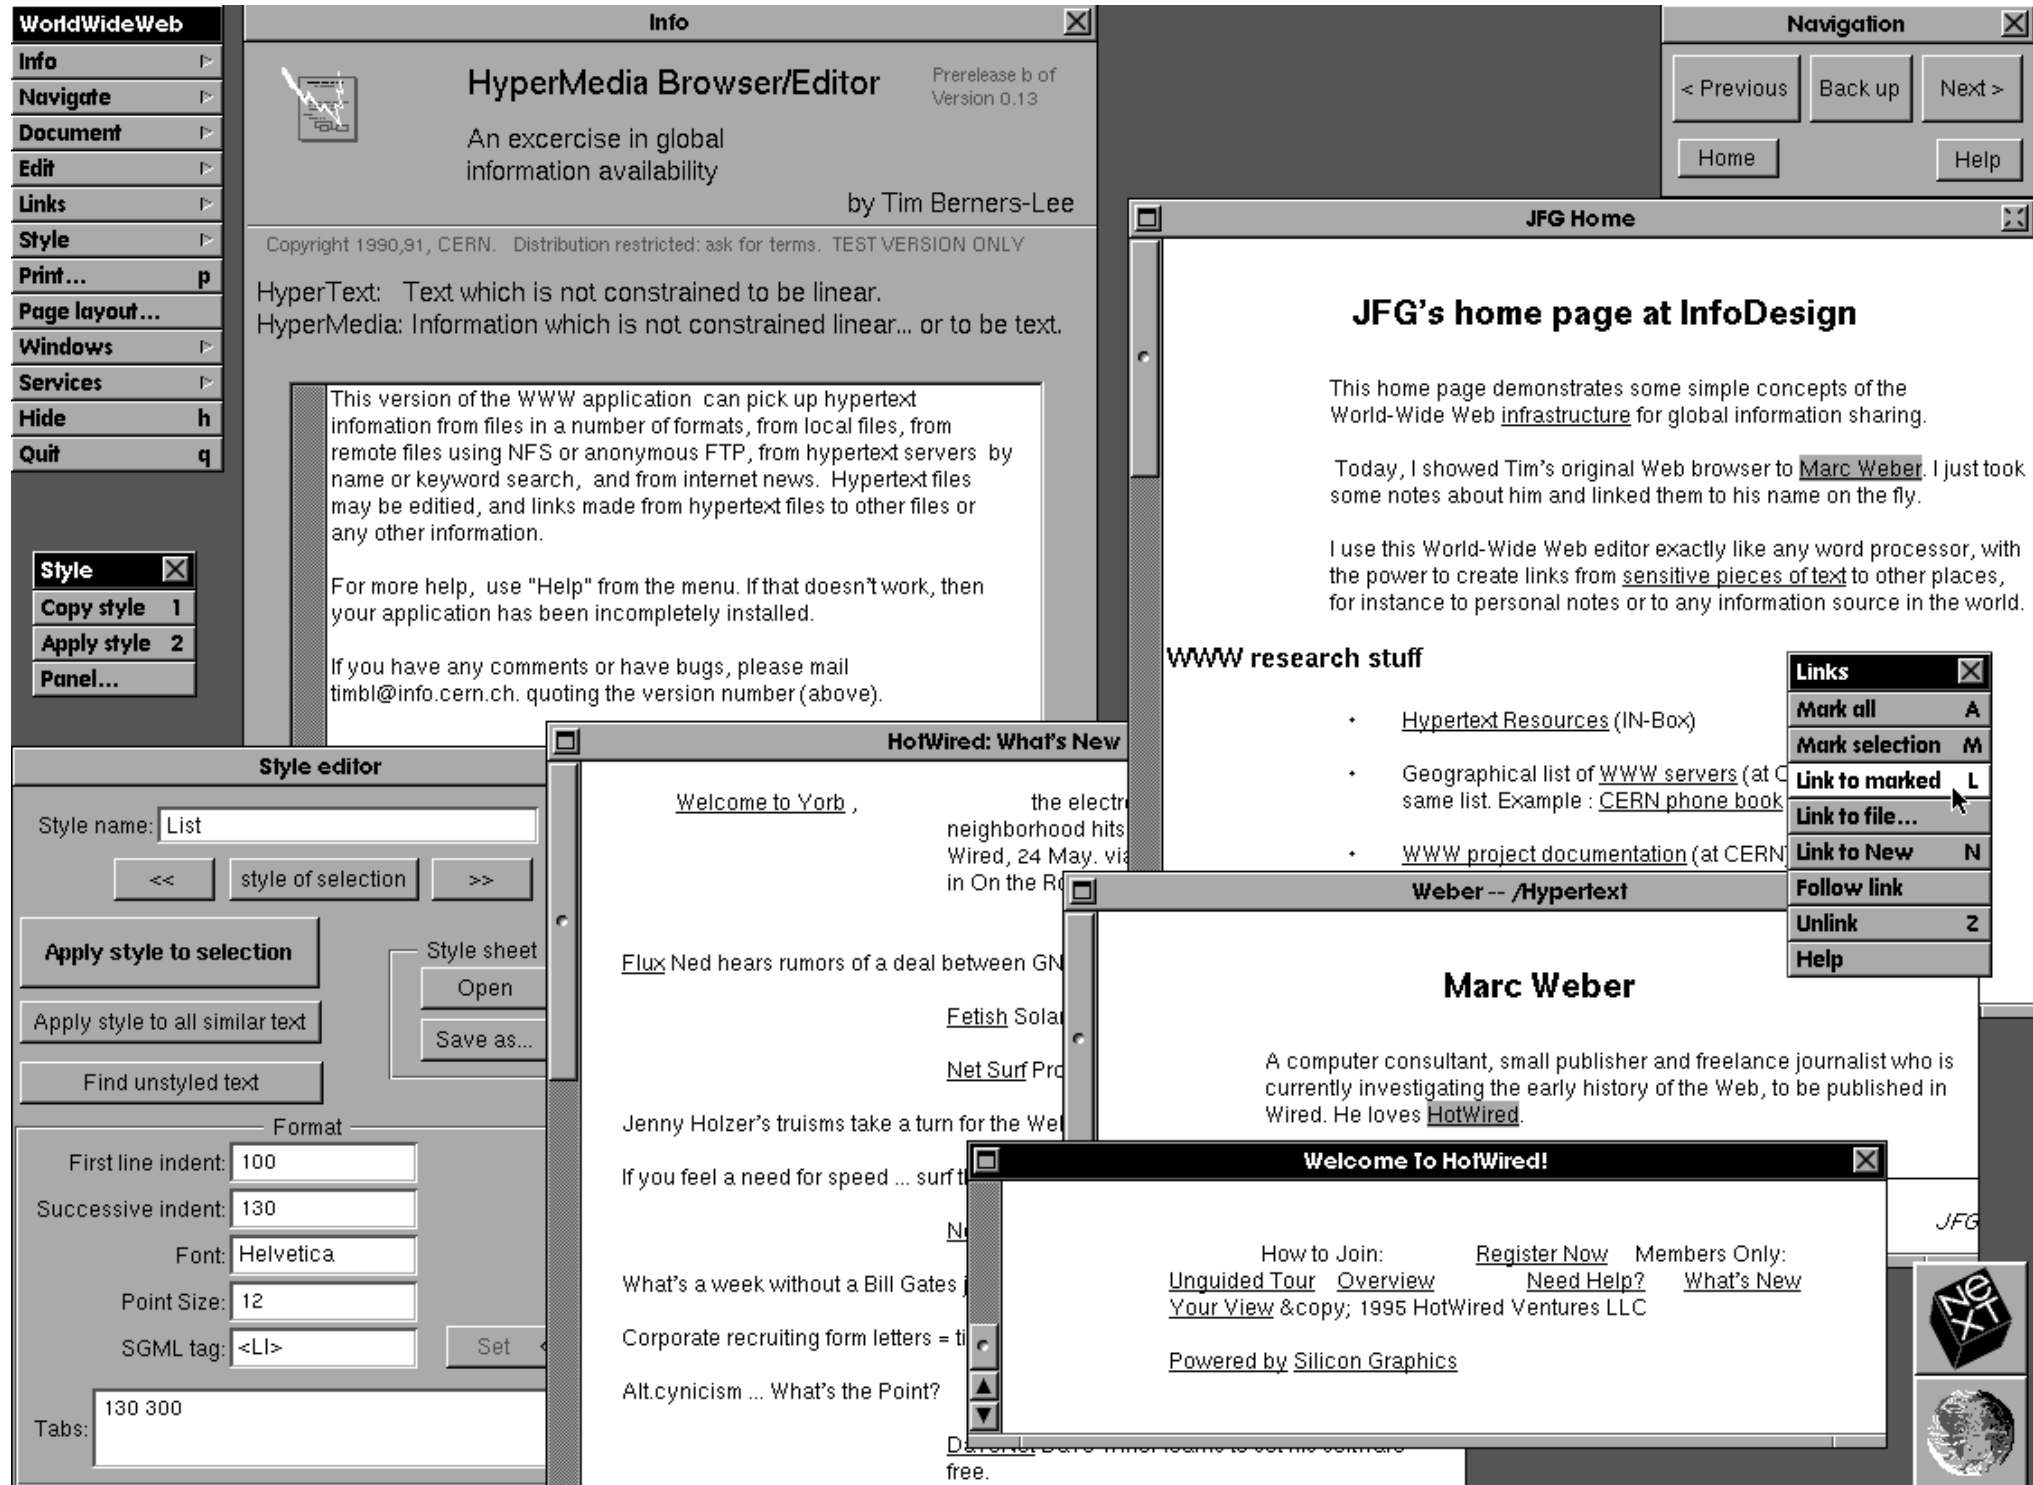 WorldWideWeb
Info
Navigate
Document
Edit
Links
Style
Print... p
Page layout...
Windows
Services
Hide h
Quit q
Style
Copy style 1
Apply style 2
Panel...
Info
HyperMedia Browser/Editor
Prerelease b of
Version 0.13
An excercise in global
information availability
by Tim Berners-Lee
Copyright 1990,91, CERN. Distribution restricted: ask for terms. TEST VERSION ONLY
HyperText: Text which is not constrained to be linear.
HyperMedia: Information which is not constrained linear... or to be text.
This version of the WWW application can pick up hypertext
infomation from files in a number of formats, from local files, from
remote files using NFS or anonymous FTP, from hypertext servers by
name or keyword search, and from internet news. Hypertext files
may be editied, and links made from hypertext files to other files or
any other information.
For more help, use "Help" from the menu. If that doesn't work, then
your application has been incompletely installed.
If you have any comments or have bugs, please mail
timbl@info.cern.ch. quoting the version number (above).
Navigation
< Previous Back up Next >
Home Help
JFG Home
JFG's home page at InfoDesign
This home page demonstrates some simple concepts of the
World-Wide Web infrastructure for global information sharing.
Today, I showed Tim's original Web browser to Marc Weber. I just took
some notes about him and linked them to his name on the fly.
I use this World-Wide Web editor exactly like any word processor, with
the power to create links from sensitive pieces of text to other places,
for instance to personal notes or to any information source in the world.
WWW research stuff
• Hypertext Resources (IN-Box)
• Geographical list of WWW servers (at C
same list. Example : CERN phone book
• WWW project documentation (at CERN)
Links
Mark all A
Mark selection M
Link to marked L
Link to file...
Link to New N
Follow link
Unlink Z
Help
Style editor
Style name: List
<< style of selection >>
Apply style to selection
Style sheet
Open
Apply style to all similar text
Save as...
Find unstyled text
Format
First line indent: 100
Successive indent: 130
Font: Helvetica
Point Size: 12
SGML tag: <LI>
Set
Tabs: 130 300
HotWired: What's New
Welcome to Yorb , the electr
neighborhood hits
Wired, 24 May. via
in On the R
Flux Ned hears rumors of a deal between GN
Fetish Sola
Net Surf Pro
Jenny Holzer's truisms take a turn for the We
If you feel a need for speed ... surf t
N
What's a week without a Bill Gates j
Corporate recruiting form letters = ti
Alt.cynicism ... What's the Point?
free.
Weber -- /Hypertext
Marc Weber
A computer consultant, small publisher and freelance journalist who is
currently investigating the early history of the Web, to be published in
Wired. He loves HotWired.
JFG
Welcome To HotWired!
How to Join: Register Now Members Only:
Unguided Tour Overview Need Help? What's New
Your View &copy; 1995 HotWired Ventures LLC
Powered by Silicon Graphics
NeXT